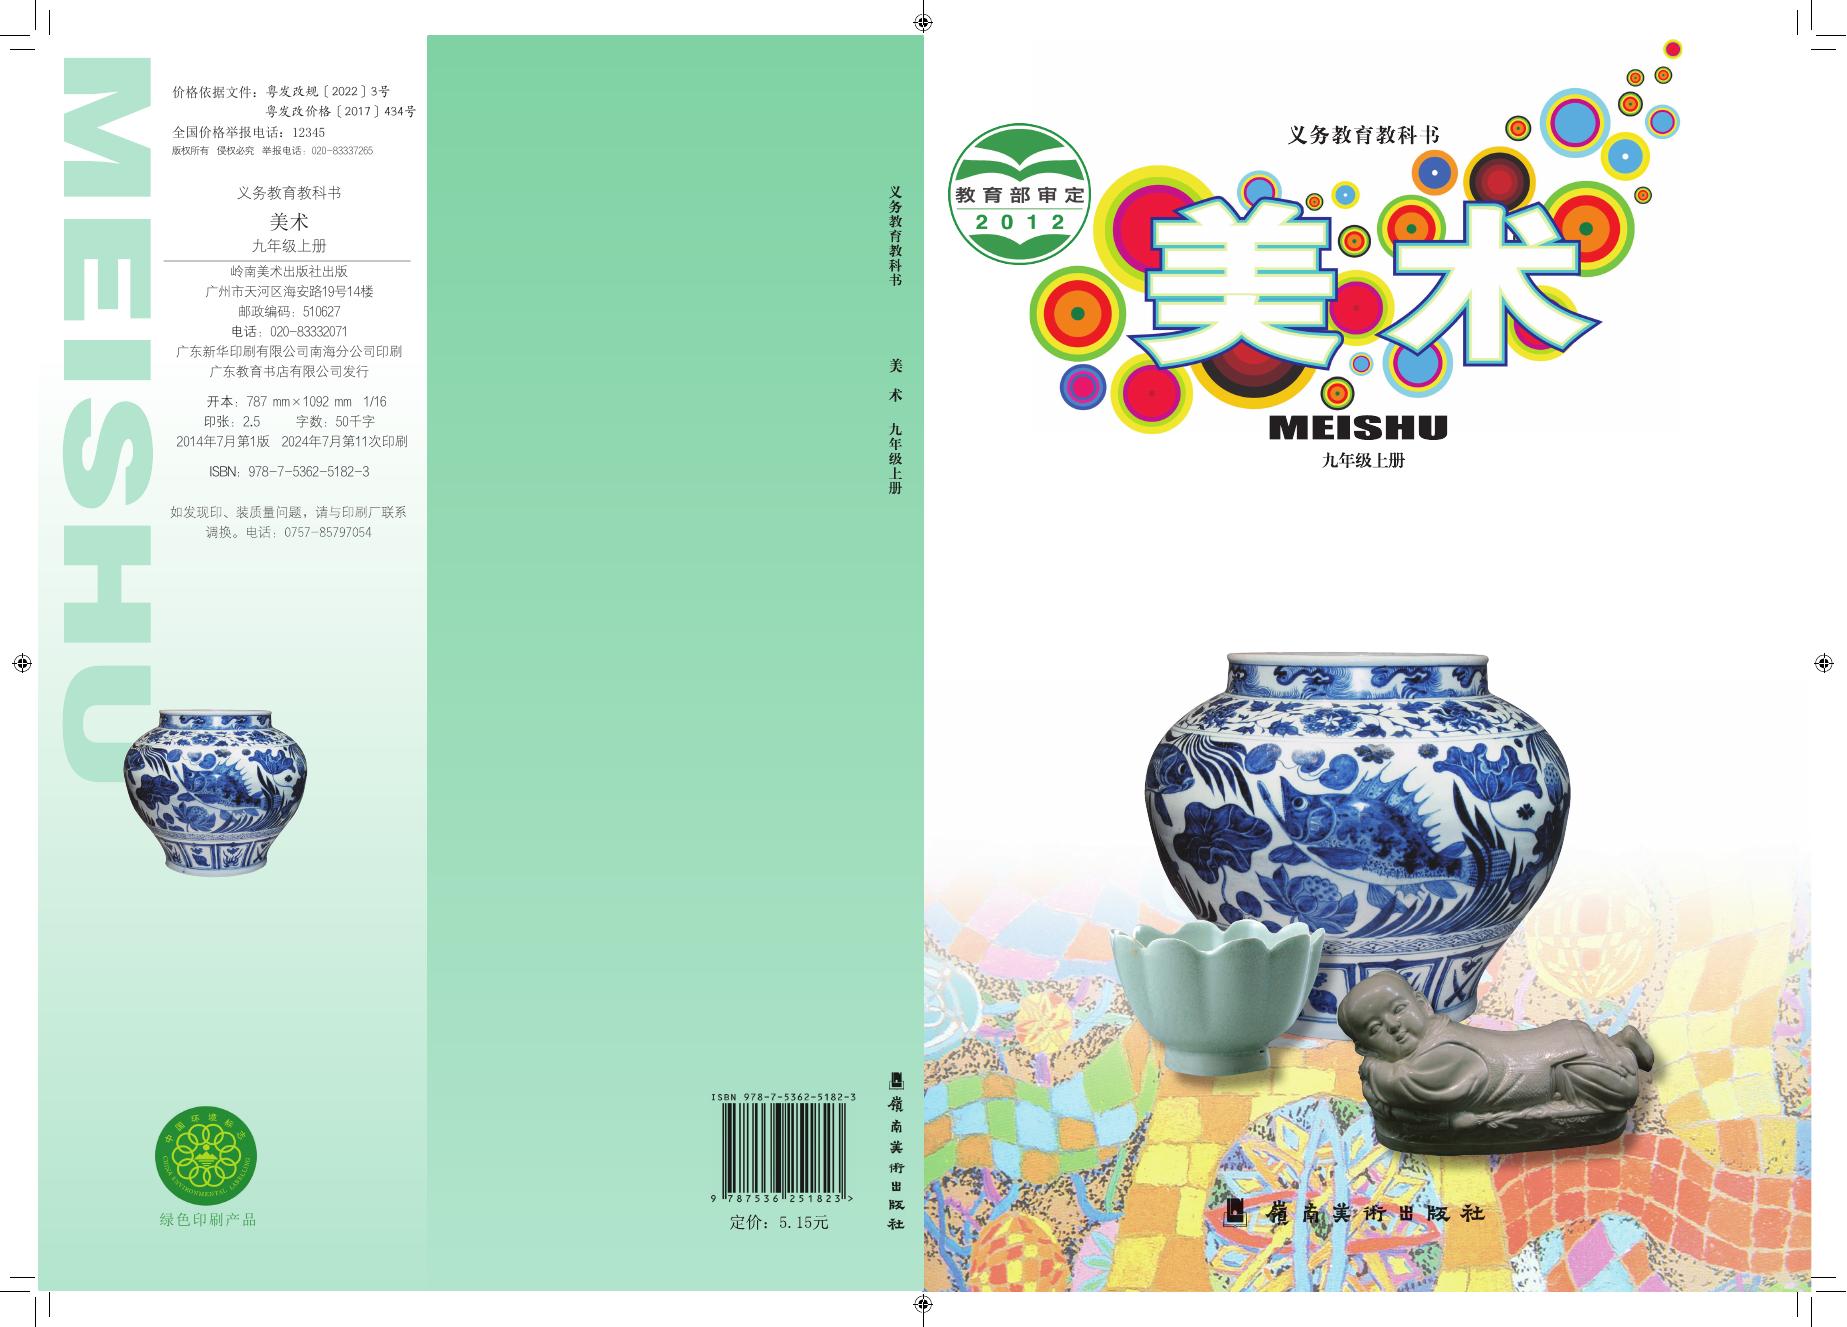 MEISHU
价格依据文件：粤发改规〔2022〕3号
粤发改价格〔2017〕434号
全国价格举报电话：12345
版权所有 侵权必究 举报电话：020-83337265
义务教育教科书
美术
九年级上册
岭南美术出版社出版
广州市天河区海安路19号14楼
邮政编码：510627
电话：020-83332071
广东新华印刷有限公司南海分公司印刷
广东教育书店有限公司发行
开本：787 mm×1092 mm 1/16
印张：2.5 字数：50千字
2014年7月第1版 2024年7月第11次印刷
ISBN：978-7-5362-5182-3
如发现印、装质量问题，请与印刷厂联系
调换。电话：0757-85797054
中国环境标志
CHINA ENVIRONMENTAL LABELLING
绿色印刷产品
ISBN 978-7-5362-5182-3
9 787536 251823 >
定价：5.15元
义务教育教科书
美术 九年级上册
嶺南美術出版社
教育部审定
2012
义务教育教科书
美术
MEISHU
九年级上册
嶺南美術出版社